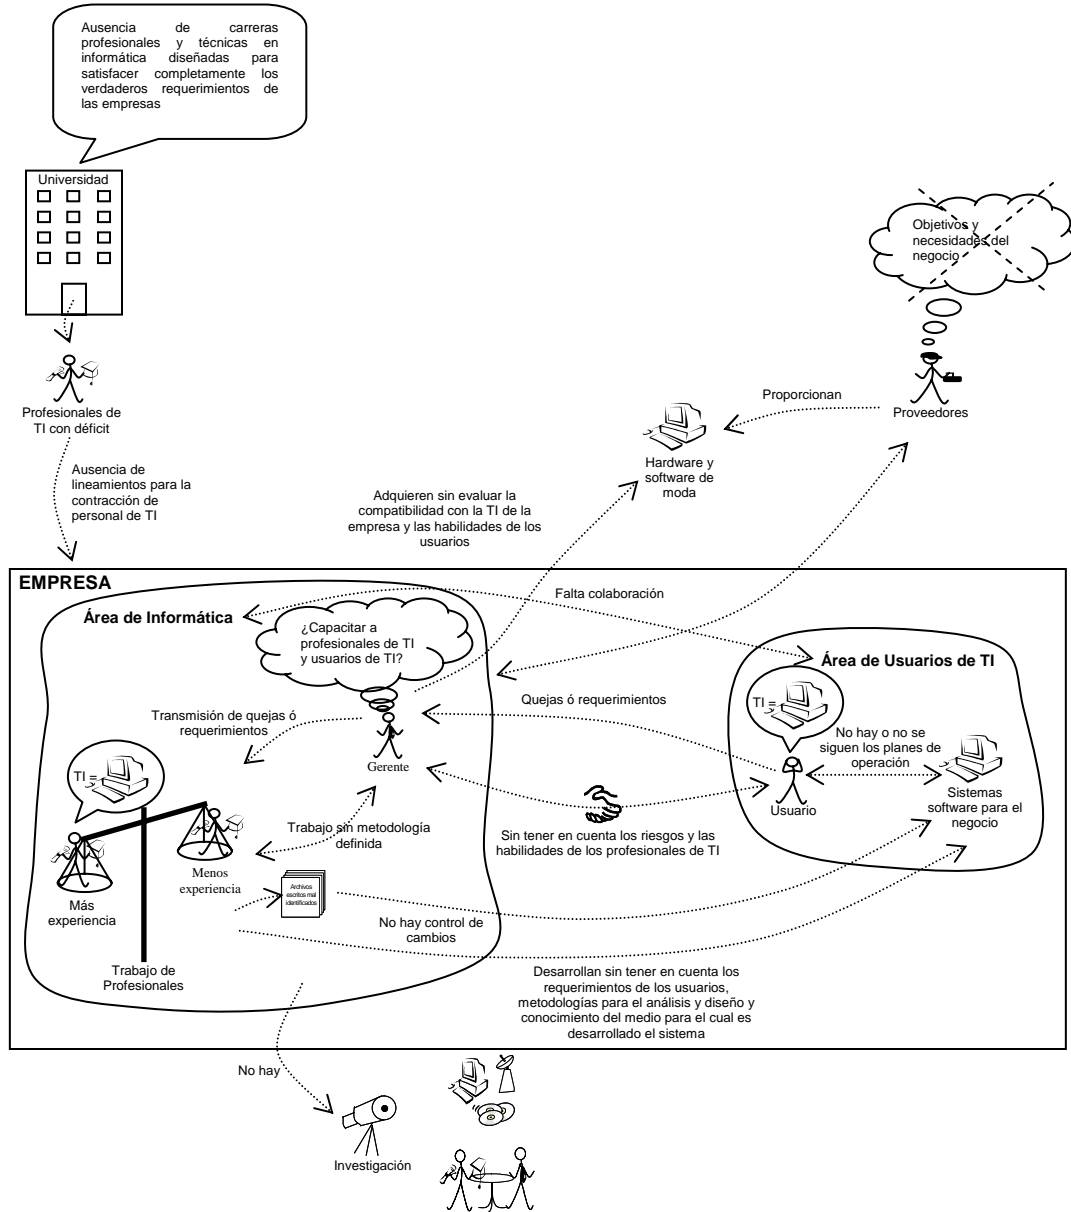 Ausencia de carreras
profesionales y técnicas en
informática diseñadas para
satisfacer completamente los
verdaderos requerimientos de
las empresas
Universidad
Objetivos y
necesidades del
negocio
Profesionales de
TI con déficit
Proporcionan
Proveedores
Hardware y
software de
moda
Ausencia de
lineamientos para la
contracción de
personal de TI
Adquieren sin evaluar la
compatibilidad con la TI de la
empresa y las habilidades de los
usuarios
EMPRESA
Área de Informática
Falta colaboración
¿Capacitar a
profesionales de TI
y usuarios de TI?
Área de Usuarios de TI
Quejas ó requerimientos
TI =
Transmisión de quejas ó
requerimientos
No hay o no se
siguen los planes de
operación
Gerente
TI =
Usuario
Sistemas
software para el
negocio
Trabajo sin metodología
definida
Sin tener en cuenta los riesgos y las
habilidades de los profesionales de TI
Menos
experiencia
Más
experiencia
Archivos
escritos mal
identificados
No hay control de
cambios
Trabajo de
Profesionales
Desarrollan sin tener en cuenta los
requerimientos de los usuarios,
metodologías para el análisis y diseño y
conocimiento del medio para el cual es
desarrollado el sistema
No hay
Investigación